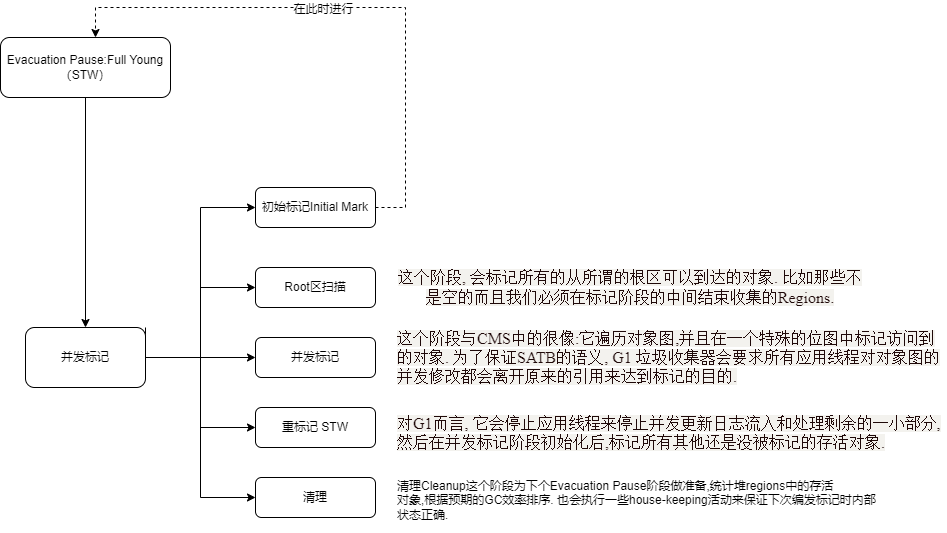 在此时进行
Evacuation Pause:Full Young
（STW）
初始标记Initial Mark
Root区扫描
这个阶段, 会标记所有的从所谓的根区可以到达的对象. 比如那些不
是空的而且我们必须在标记阶段的中间结束收集的Regions.
并发标记
并发标记
这个阶段与CMS中的很像:它遍历对象图,并且在一个特殊的位图中标记访问到
的对象. 为了保证SATB的语义, G1 垃圾收集器会要求所有应用线程对对象图的
并发修改都会离开原来的引用来达到标记的目的.
重标记 STW
对G1而言, 它会停止应用线程来停止并发更新日志流入和处理剩余的一小部分,
然后在并发标记阶段初始化后,标记所有其他还是没被标记的存活对象.
清理
清理Cleanup这个阶段为下个Evacuation Pause阶段做准备,统计堆regions中的存活
对象,根据预期的GC效率排序. 也会执行一些house-keeping活动来保证下次编发标记时内部
状态正确.